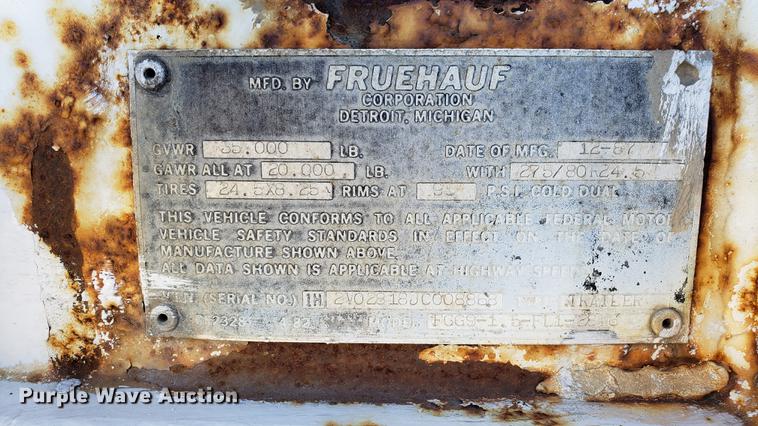 MFD. BY FRUEHAUF
CORPORATION
DETROIT, MICHIGAN
GVWR 65.000 LB. DATE OF MFG. 12-87
GAWR ALL AT 20.000 LB. WITH 275/80R24.5
TIRES 24.5X8.25 RIMS AT P.S.I. COLD DUAL
THIS VEHICLE CONFORMS TO ALL APPLICABLE FEDERAL MOTOR
VEHICLE SAFETY STANDARDS IN EFFECT ON THE DATE OF
MANUFACTURE SHOWN ABOVE.
ALL DATA SHOWN IS APPLICABLE AT HIGHWAY
(SERIAL NO.) 1H TRAILER
Purple Wave Auction